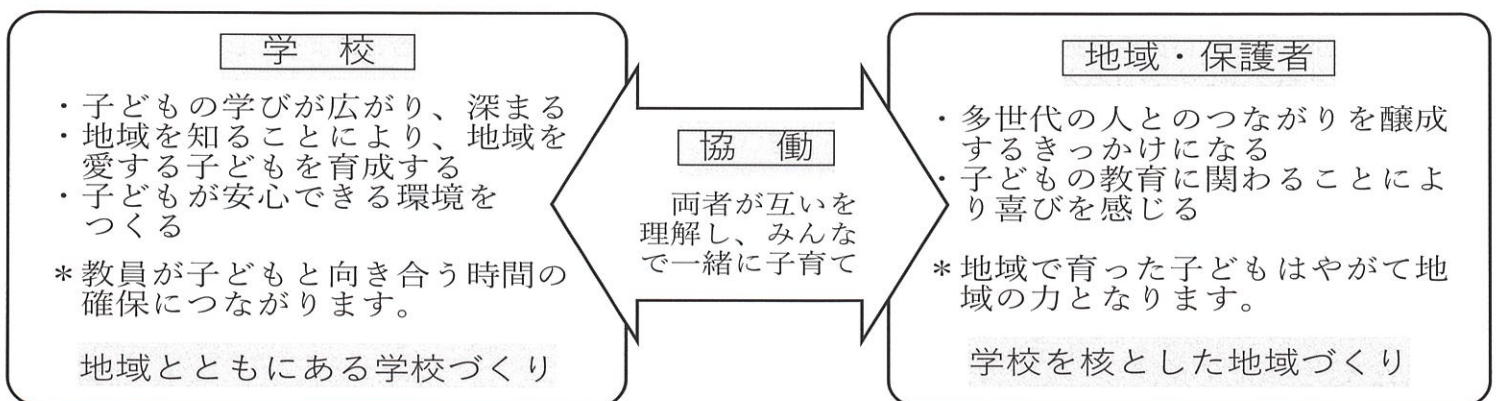 学 校
・子どもの学びが広がり、深まる
・地域を知ることにより、地域を
愛する子どもを育成する
・子どもが安心できる環境を
つくる
*教員が子どもと向き合う時間の
確保につながります。
地域とともにある学校づくり
協 働
両者が互いを
理解し、みんな
で一緒に子育て
地域・保護者
・多世代の人とのつながりを醸成
するきっかけになる
・子どもの教育に関わることによ
り喜びを感じる
*地域で育った子どもはやがて地
域の力となります。
学校を核とした地域づくり